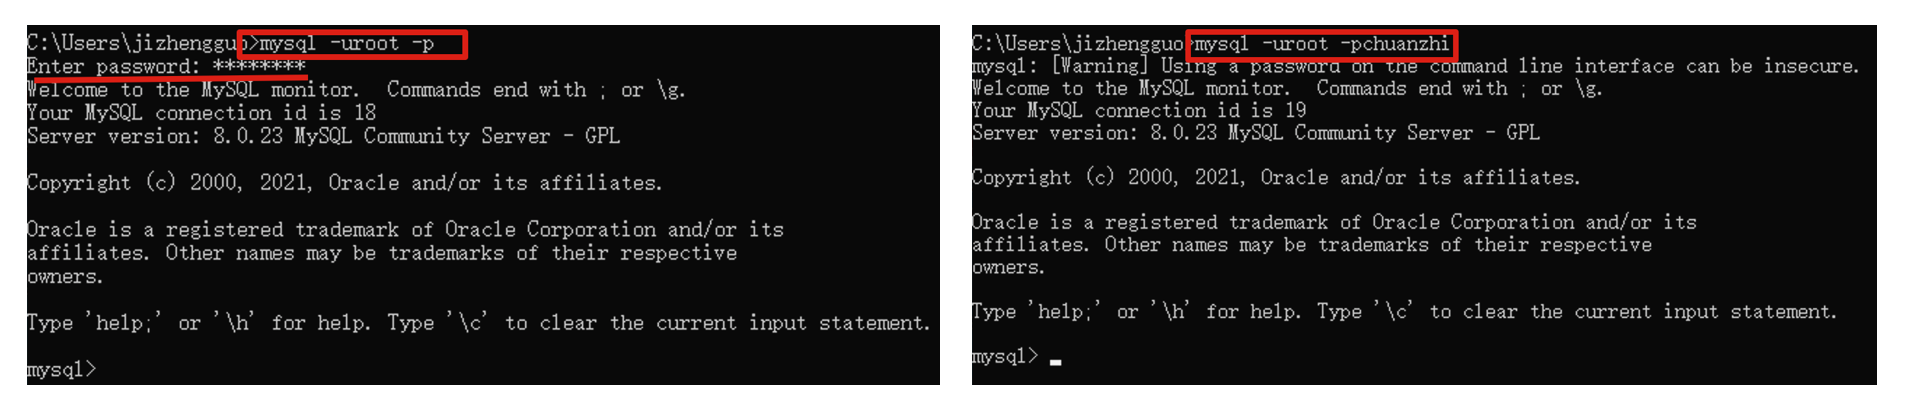 C:\Users\jizhengguo>mysql -uroot -p
Enter password: ********
Welcome to the MySQL monitor.  Commands end with ; or \g.
Your MySQL connection id is 18
Server version: 8.0.23 MySQL Community Server - GPL
Copyright (c) 2000, 2021, Oracle and/or its affiliates.
Oracle is a registered trademark of Oracle Corporation and/or its
affiliates. Other names may be trademarks of their respective
owners.
Type 'help;' or '\h' for help. Type '\c' to clear the current input statement.
mysql>
C:\Users\jizhengguo>mysql -uroot -pchuanzhi
mysql: [Warning] Using a password on the command line interface can be insecure.
Welcome to the MySQL monitor.  Commands end with ; or \g.
Your MySQL connection id is 19
Server version: 8.0.23 MySQL Community Server - GPL
Copyright (c) 2000, 2021, Oracle and/or its affiliates.
Oracle is a registered trademark of Oracle Corporation and/or its
affiliates. Other names may be trademarks of their respective
owners.
Type 'help;' or '\h' for help. Type '\c' to clear the current input statement.
mysql> _